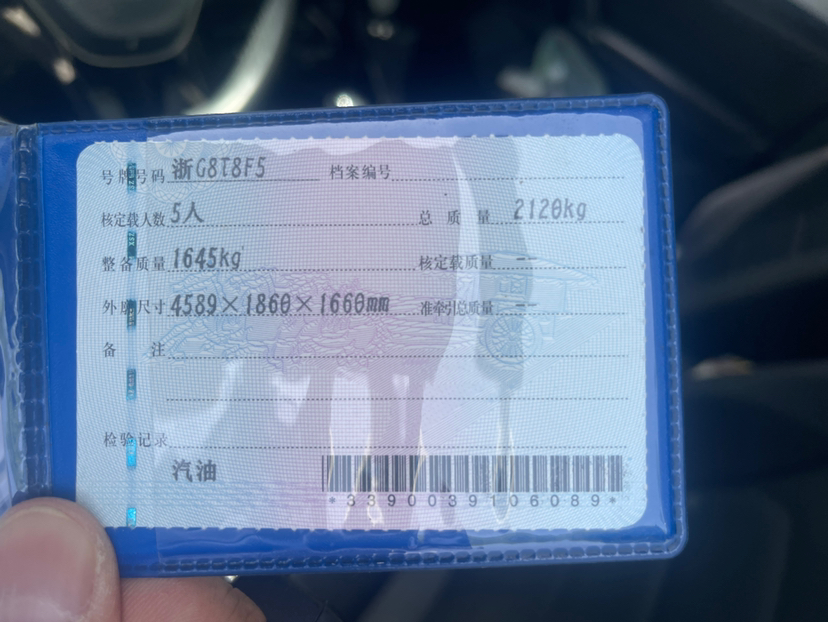 号牌号码 浙G8T8F5 档案编号
核定载人数 5人 总质量 2120kg
整备质量 1645kg 核定载质量 --
外廓尺寸 4589×1860×1660mm 准牵引总质量 --
备注
检验记录
汽油
*3390039106089*